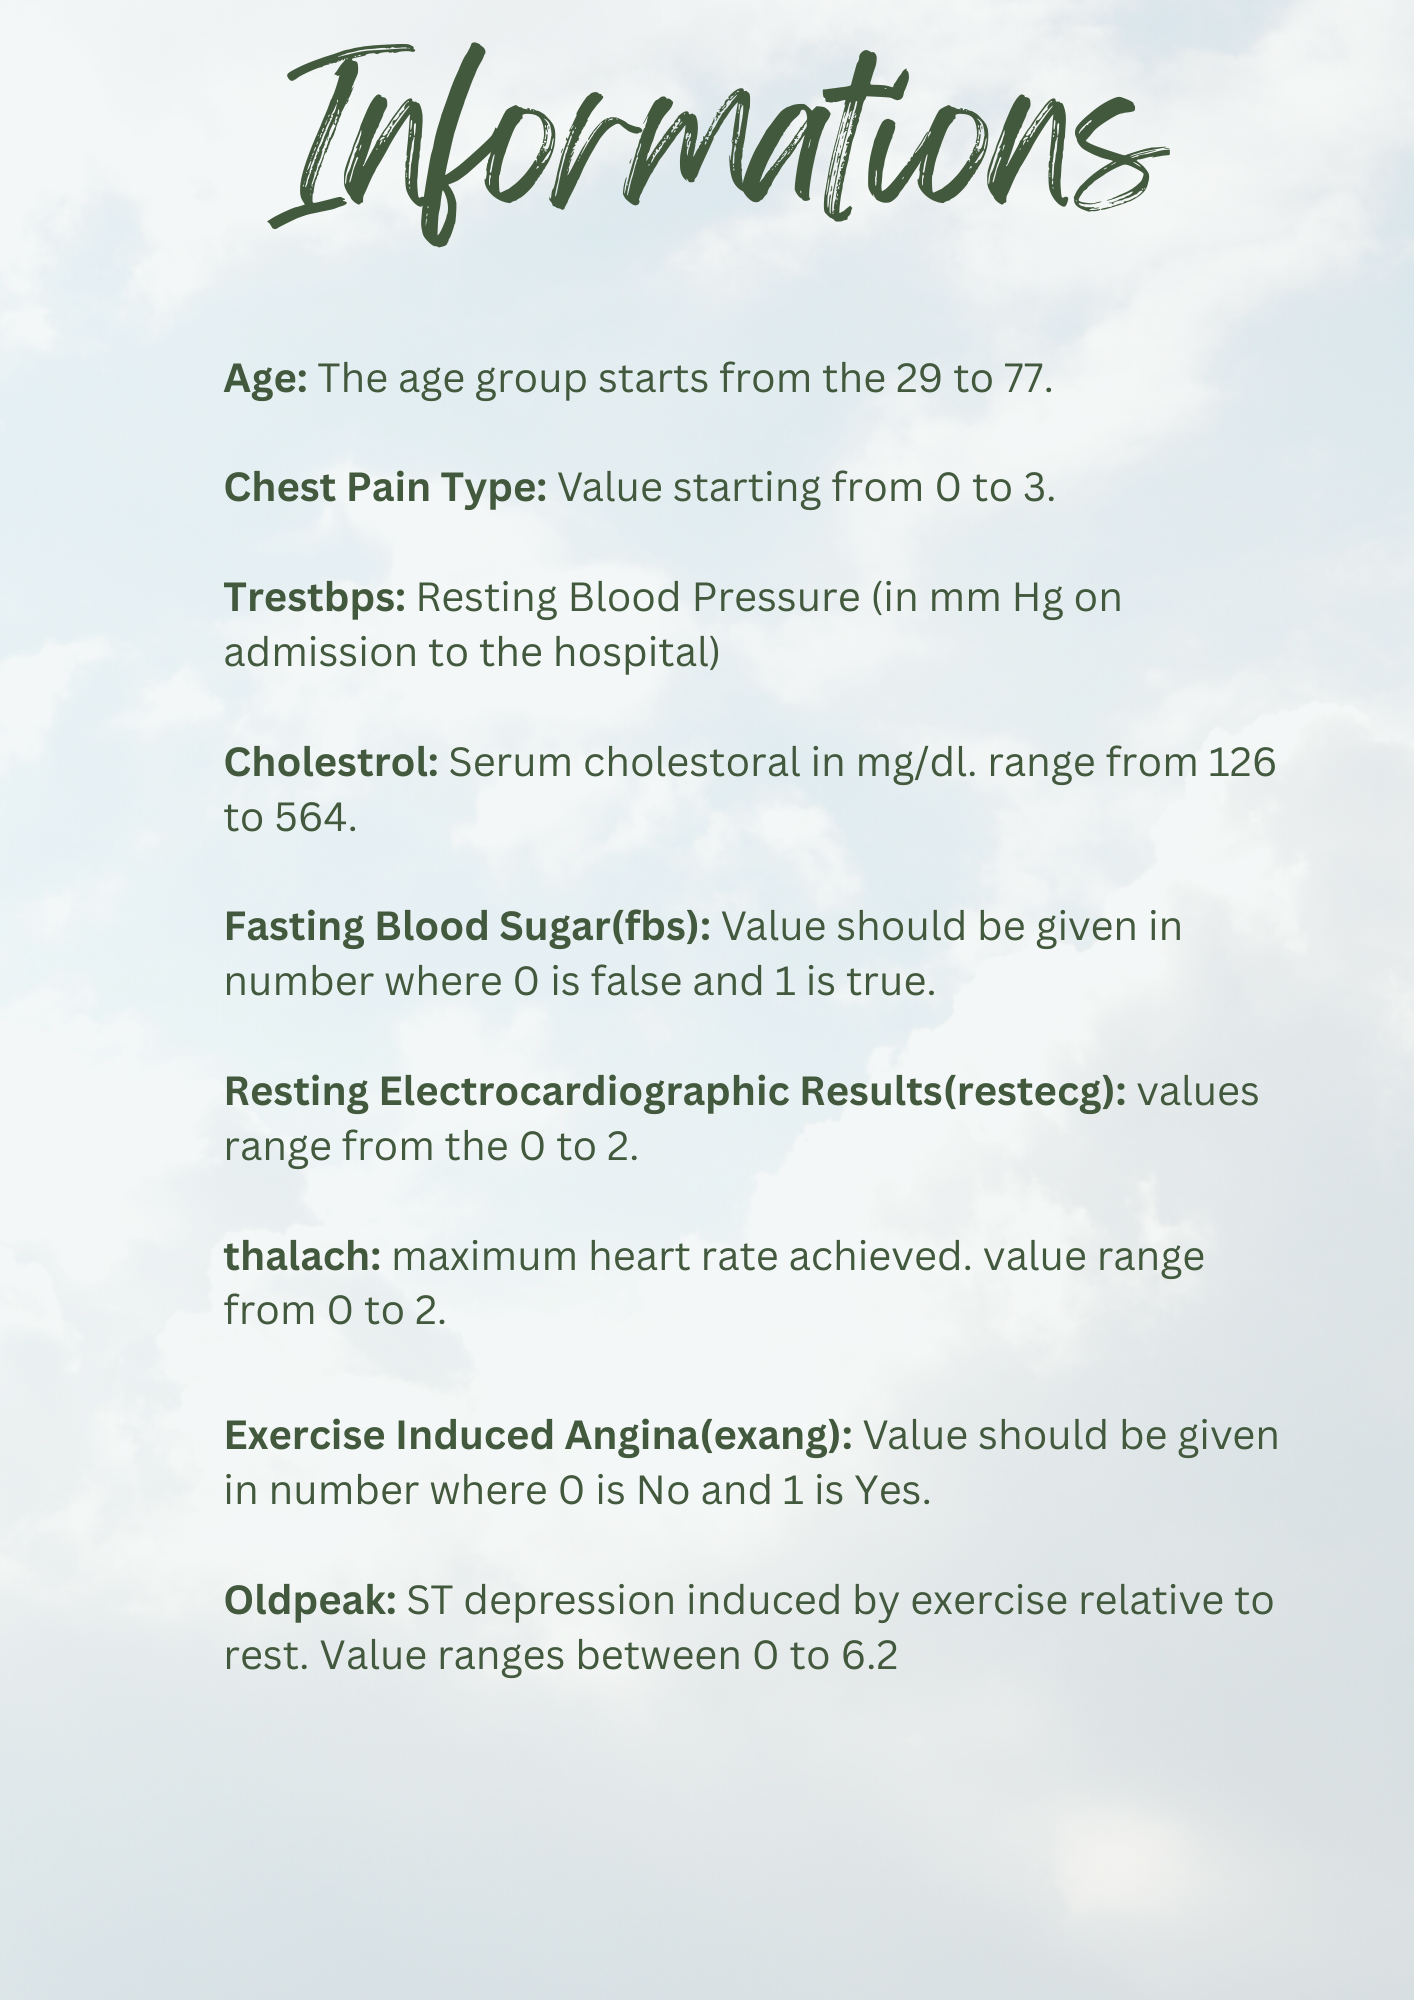 Informations
Age: The age group starts from the 29 to 77.
Chest Pain Type: Value starting from 0 to 3.
Trestbps: Resting Blood Pressure (in mm Hg on
admission to the hospital)
Cholestrol: Serum cholestoral in mg/dl. range from 126
to 564.
Fasting Blood Sugar(fbs): Value should be given in
number where 0 is false and 1 is true.
Resting Electrocardiographic Results(restecg): values
range from the 0 to 2.
thalach: maximum heart rate achieved. value range
from 0 to 2.
Exercise Induced Angina(exang): Value should be given
in number where 0 is No and 1 is Yes.
Oldpeak: ST depression induced by exercise relative to
rest. Value ranges between 0 to 6.2